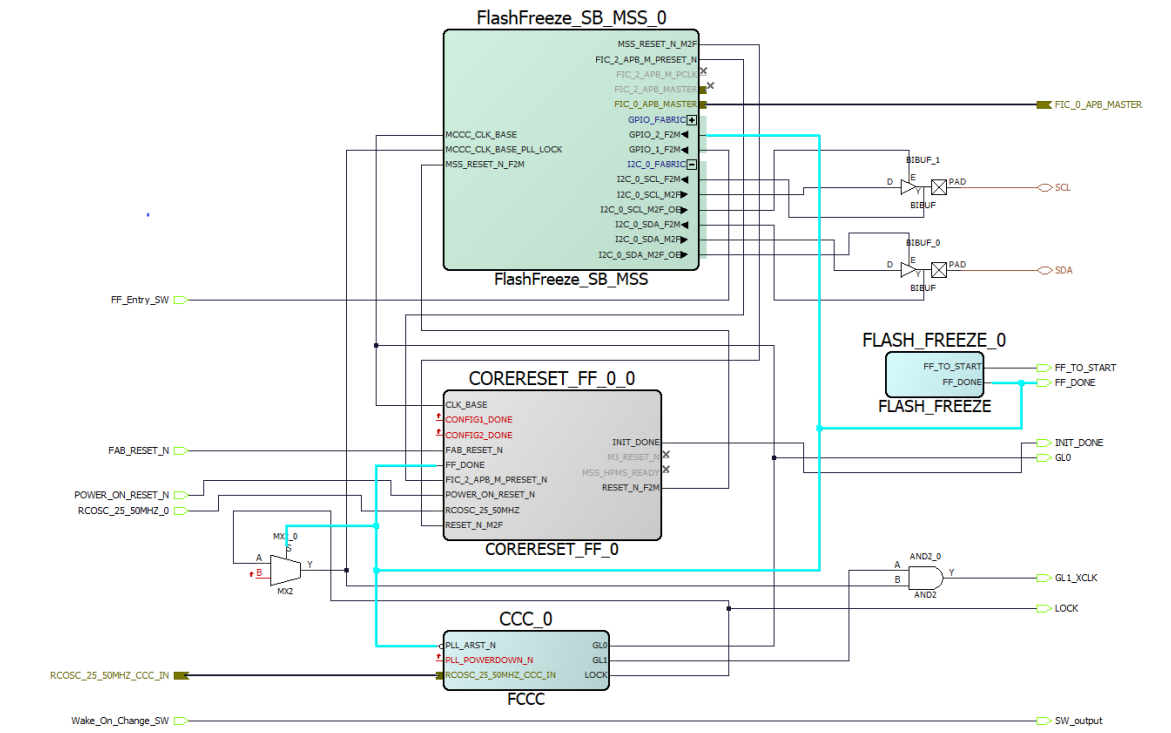 FlashFreeze_SB_MSS_0
MSS_RESET_N_M2F
FIC_2_APB_M_PRESET_N
FIC_2_APB_M_PCLK
FIC_2_APB_MASTER
FIC_0_APB_MASTER
FIC_0_APB_MASTER
GPIO_FABRIC
MCCC_CLK_BASE
GPIO_2_F2M
MCCC_CLK_BASE_PLL_LOCK
GPIO_1_F2M
MSS_RESET_N_F2M
I2C_0_FABRIC
I2C_0_SCL_F2M
I2C_0_SCL_M2F
I2C_0_SCL_M2F_OE
I2C_0_SDA_F2M
I2C_0_SDA_M2F
I2C_0_SDA_M2F_OE
FlashFreeze_SB_MSS
BIBUF_1
D
E
Y
PAD
SCL
BIBUF
BIBUF_0
D
E
Y
PAD
SDA
BIBUF
FF_Entry_SW
FLASH_FREEZE_0
FF_TO_START
FF_TO_START
FF_DONE
FF_DONE
FLASH_FREEZE
CORERESET_FF_0_0
CLK_BASE
CONFIG1_DONE
CONFIG2_DONE
FAB_RESET_N
FAB_RESET_N
FF_DONE
FIC_2_APB_M_PRESET_N
POWER_ON_RESET_N
POWER_ON_RESET_N
RCOSC_25_50MHZ_0
RCOSC_25_50MHZ
RESET_N_M2F
INIT_DONE
INIT_DONE
M3_RESET_N
GL0
MSS_HPMS_READY
RESET_N_F2M
CORERESET_FF_0
S
A
B
Y
MX2
AND2_0
A
B
Y
AND2
GL1_XCLK
LOCK
CCC_0
PLL_ARST_N
GL0
PLL_POWERDOWN_N
GL1
RCOSC_25_50MHZ_CCC_IN
RCOSC_25_50MHZ_CCC_IN
LOCK
FCCC
Wake_On_Change_SW
SW_output